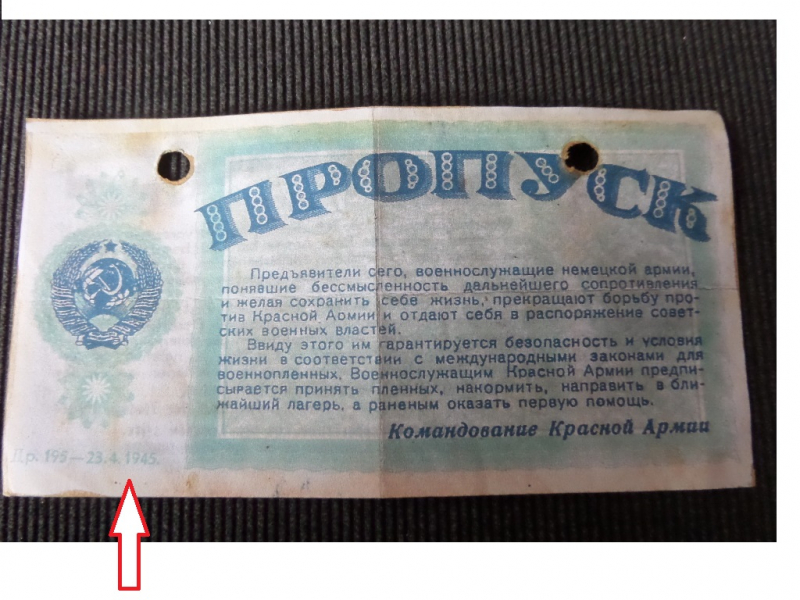 ПРОПУСК
Предъявители сего, военнослужащие немецкой армии,
понявшие бессмысленность дальнейшего сопротивления
и желая сохранить себе жизнь, прекращают борьбу про-
тив Красной Армии и отдают себя в распоряжение совет-
ских военных властей.
Ввиду этого им гарантируется безопасность и условия
жизни в соответствии с международными законами для
военнопленных. Военнослужащим Красной Армии предпи-
сывается принять пленных, накормить, направить в бли-
жайший лагерь, а раненым оказать первую помощь.
Командование Красной Армии
Др. 195—23.4.1945.